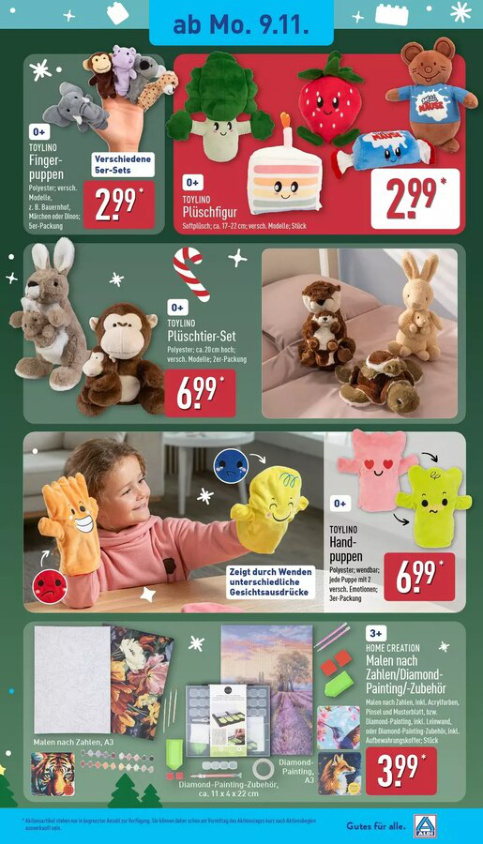 ab Mo. 9.11.
0+
TOYLINO
Finger-
puppen
Polyester; versch.
Modelle,
z. B. Bauernhof,
Märchen oder Dinos;
5er-Packung
Verschiedene
5er-Sets
2.99*
0+
TOYLINO
Plüschfigur
Softplüsch; ca. 17–22 cm; versch. Modelle; Stück
2.99*
0+
TOYLINO
Plüschtier-Set
Polyester; ca. 20 cm hoch;
versch. Modelle; 2er-Packung
6.99*
Zeigt durch Wenden
unterschiedliche
Gesichtsausdrücke
0+
TOYLINO
Hand-
puppen
Polyester; wendbar;
jede Puppe mit 2
versch. Emotionen;
3er-Packung
6.99*
Malen nach Zahlen, A3
Diamond-Painting-Zubehör,
ca. 11 x 4 x 22 cm
Diamond-
Painting,
A3
3+
HOME CREATION
Malen nach
Zahlen/Diamond-
Painting/-Zubehör
Malen nach Zahlen, inkl. Acrylfarben,
Pinsel und Musterblatt, bzw.
Diamond-Painting, inkl. Leinwand,
oder Diamond-Painting-Zubehör, inkl.
Aufbewahrungskoffer; Stück
3.99*
Gutes für alle.
ALDI